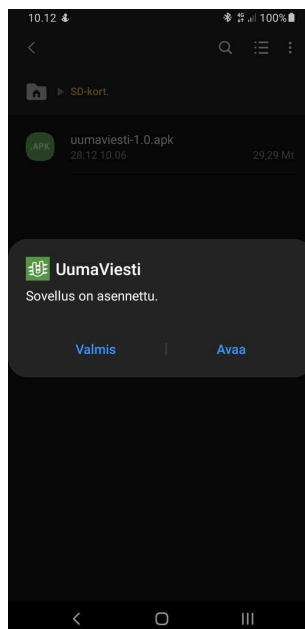 10.12 100%
SD-kort.
.APK
uumaviesti-1.0.apk
28.12 10.06 29,29 Mt
UumaViesti
Sovellus on asennettu.
Valmis Avaa